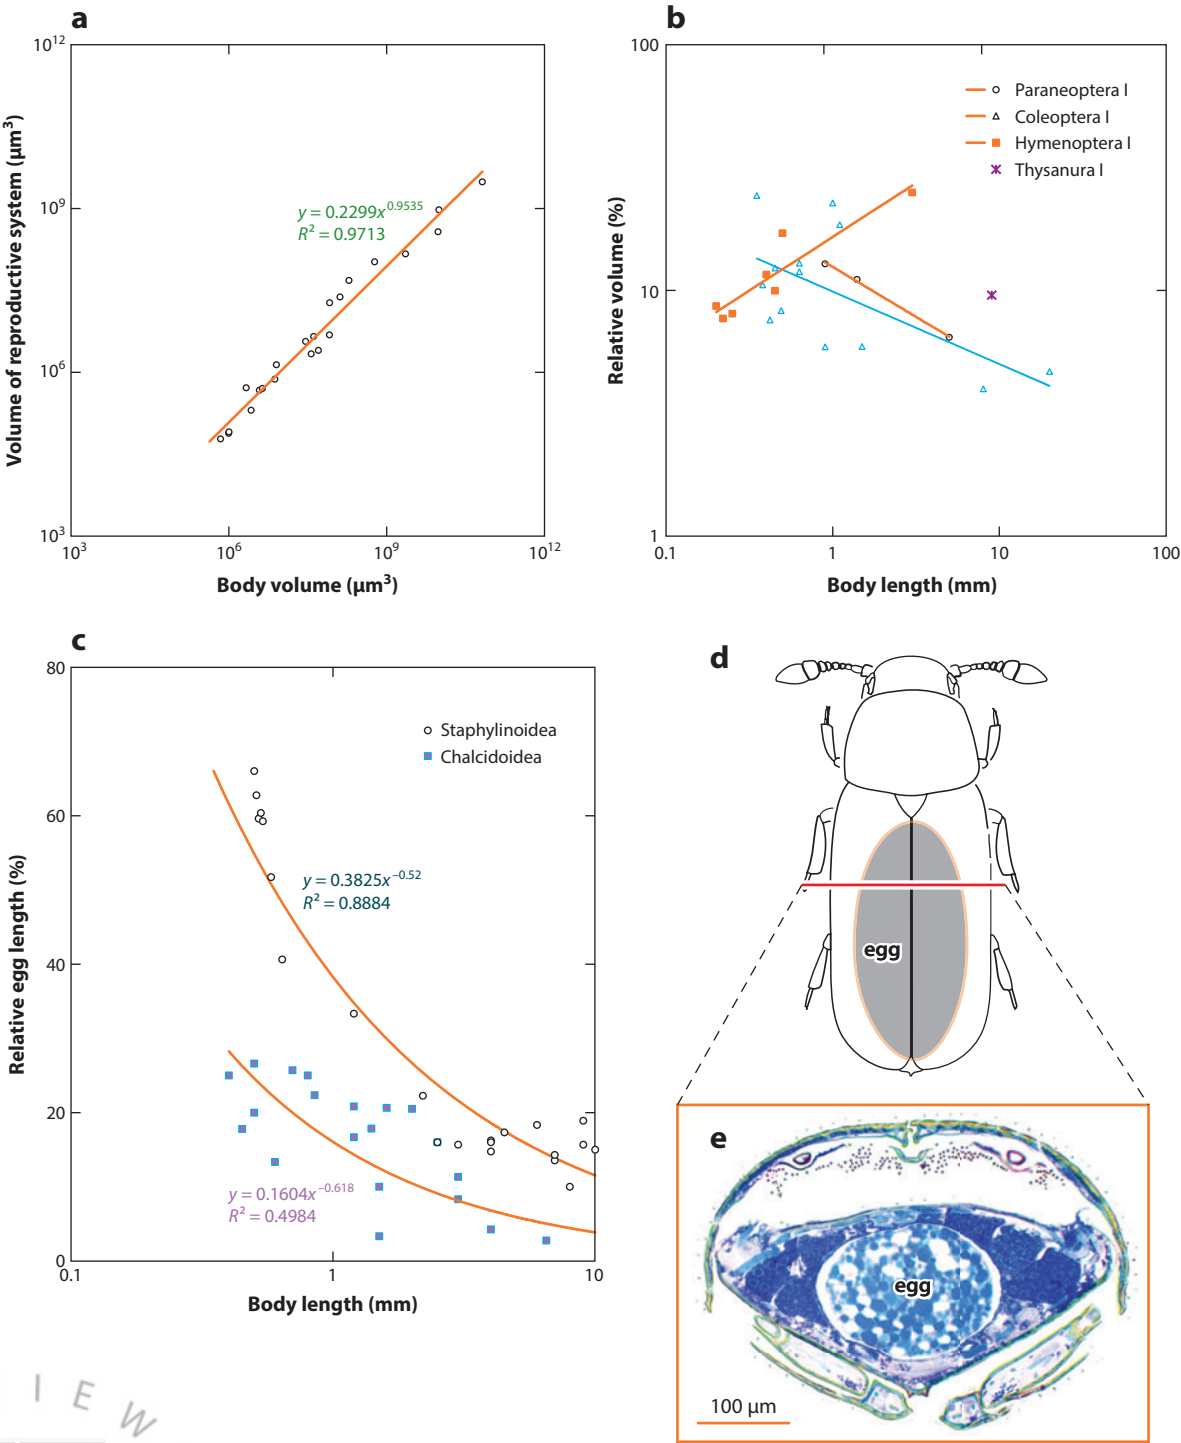 a
10¹²
10⁹
10⁶
10³
10³
10⁶
10⁹
10¹²
Volume of reproductive system (μm³)
Body volume (μm³)
y = 0.2299x^0.9535
R² = 0.9713
b
100
10
1
0.1
1
10
100
Relative volume (%)
Body length (mm)
Paraneoptera I
Coleoptera I
Hymenoptera I
Thysanura I
c
80
60
40
20
0
0.1
1
10
Relative egg length (%)
Body length (mm)
Staphylinoidea
Chalcidoidea
y = 0.3825x^–0.52
R² = 0.8884
y = 0.1604x^–0.618
R² = 0.4984
d
egg
e
egg
100 μm
I E W